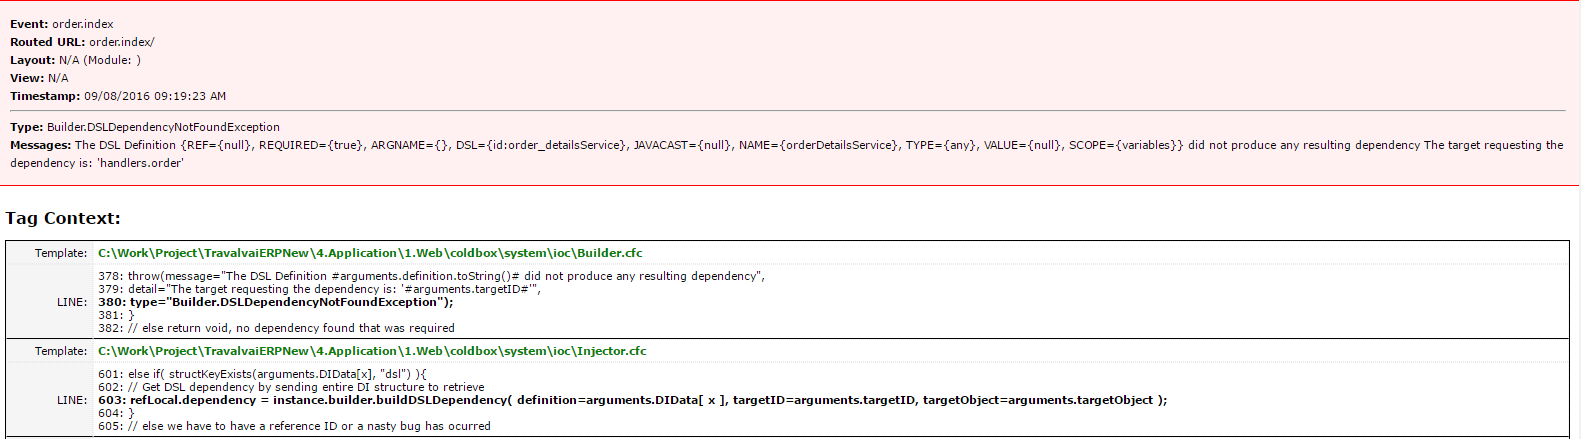 Event: order.index
Routed URL: order.index/
Layout: N/A (Module: )
View: N/A
Timestamp: 09/08/2016 09:19:23 AM
Type: Builder.DSLDependencyNotFoundException
Messages: The DSL Definition {REF={null}, REQUIRED={true}, ARGNAME={}, DSL={id:order_detailsService}, JAVACAST={null}, NAME={orderDetailsService}, TYPE={any}, VALUE={null}, SCOPE={variables}} did not produce any resulting dependency The target requesting the
dependency is: 'handlers.order'
Tag Context:
Template: C:\Work\Project\TravalvaiERPNew\4.Application\1.Web\coldbox\system\ioc\Builder.cfc
378: throw(message="The DSL Definition #arguments.definition.toString()# did not produce any resulting dependency",
379: detail="The target requesting the dependency is: '#arguments.targetID#'",
LINE: 380: type="Builder.DSLDependencyNotFoundException");
381: }
382: // else return void, no dependency found that was required
Template: C:\Work\Project\TravalvaiERPNew\4.Application\1.Web\coldbox\system\ioc\Injector.cfc
601: else if( structKeyExists(arguments.DIData[x], "dsl") ){
602: // Get DSL dependency by sending entire DI structure to retrieve
LINE: 603: refLocal.dependency = instance.builder.buildDSLDependency( definition=arguments.DIData[ x ], targetID=arguments.targetID, targetObject=arguments.targetObject );
604: }
605: // else we have to have a reference ID or a nasty bug has ocurred